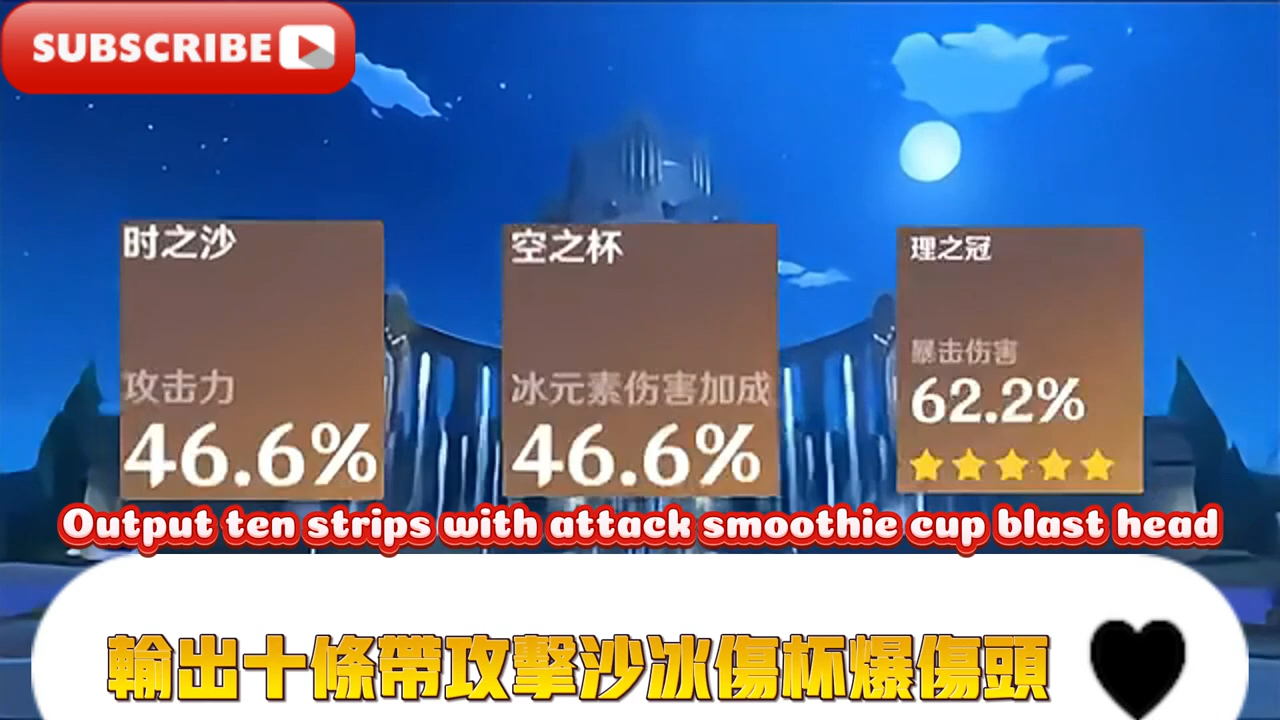 SUBSCRIBE
时之沙
攻击力
46.6%
空之杯
冰元素伤害加成
46.6%
理之冠
暴击伤害
62.2%
Output ten strips with attack smoothie cup blast head
輸出十條帶攻擊沙冰傷杯爆傷頭